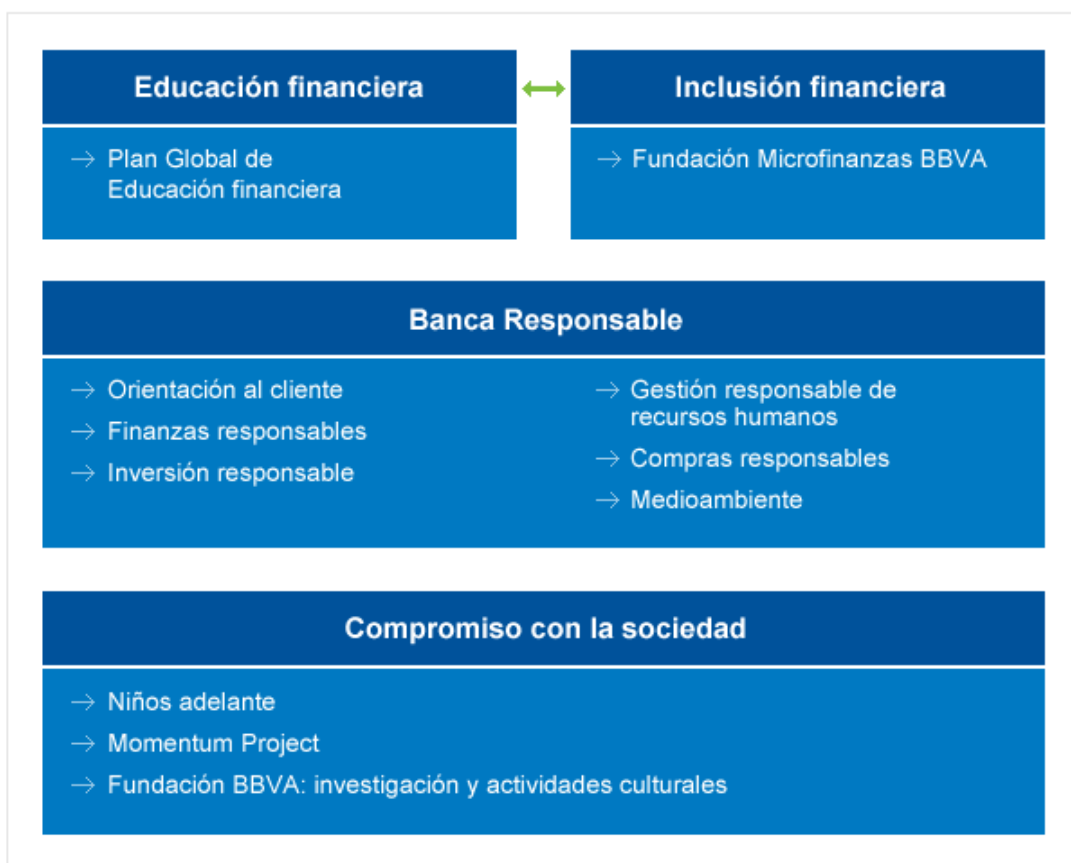 Educación financiera
→ Plan Global de
Educación financiera
Inclusión financiera
→ Fundación Microfinanzas BBVA
Banca Responsable
→ Orientación al cliente
→ Finanzas responsables
→ Inversión responsable
→ Gestión responsable de
recursos humanos
→ Compras responsables
→ Medioambiente
Compromiso con la sociedad
→ Niños adelante
→ Momentum Project
→ Fundación BBVA: investigación y actividades culturales